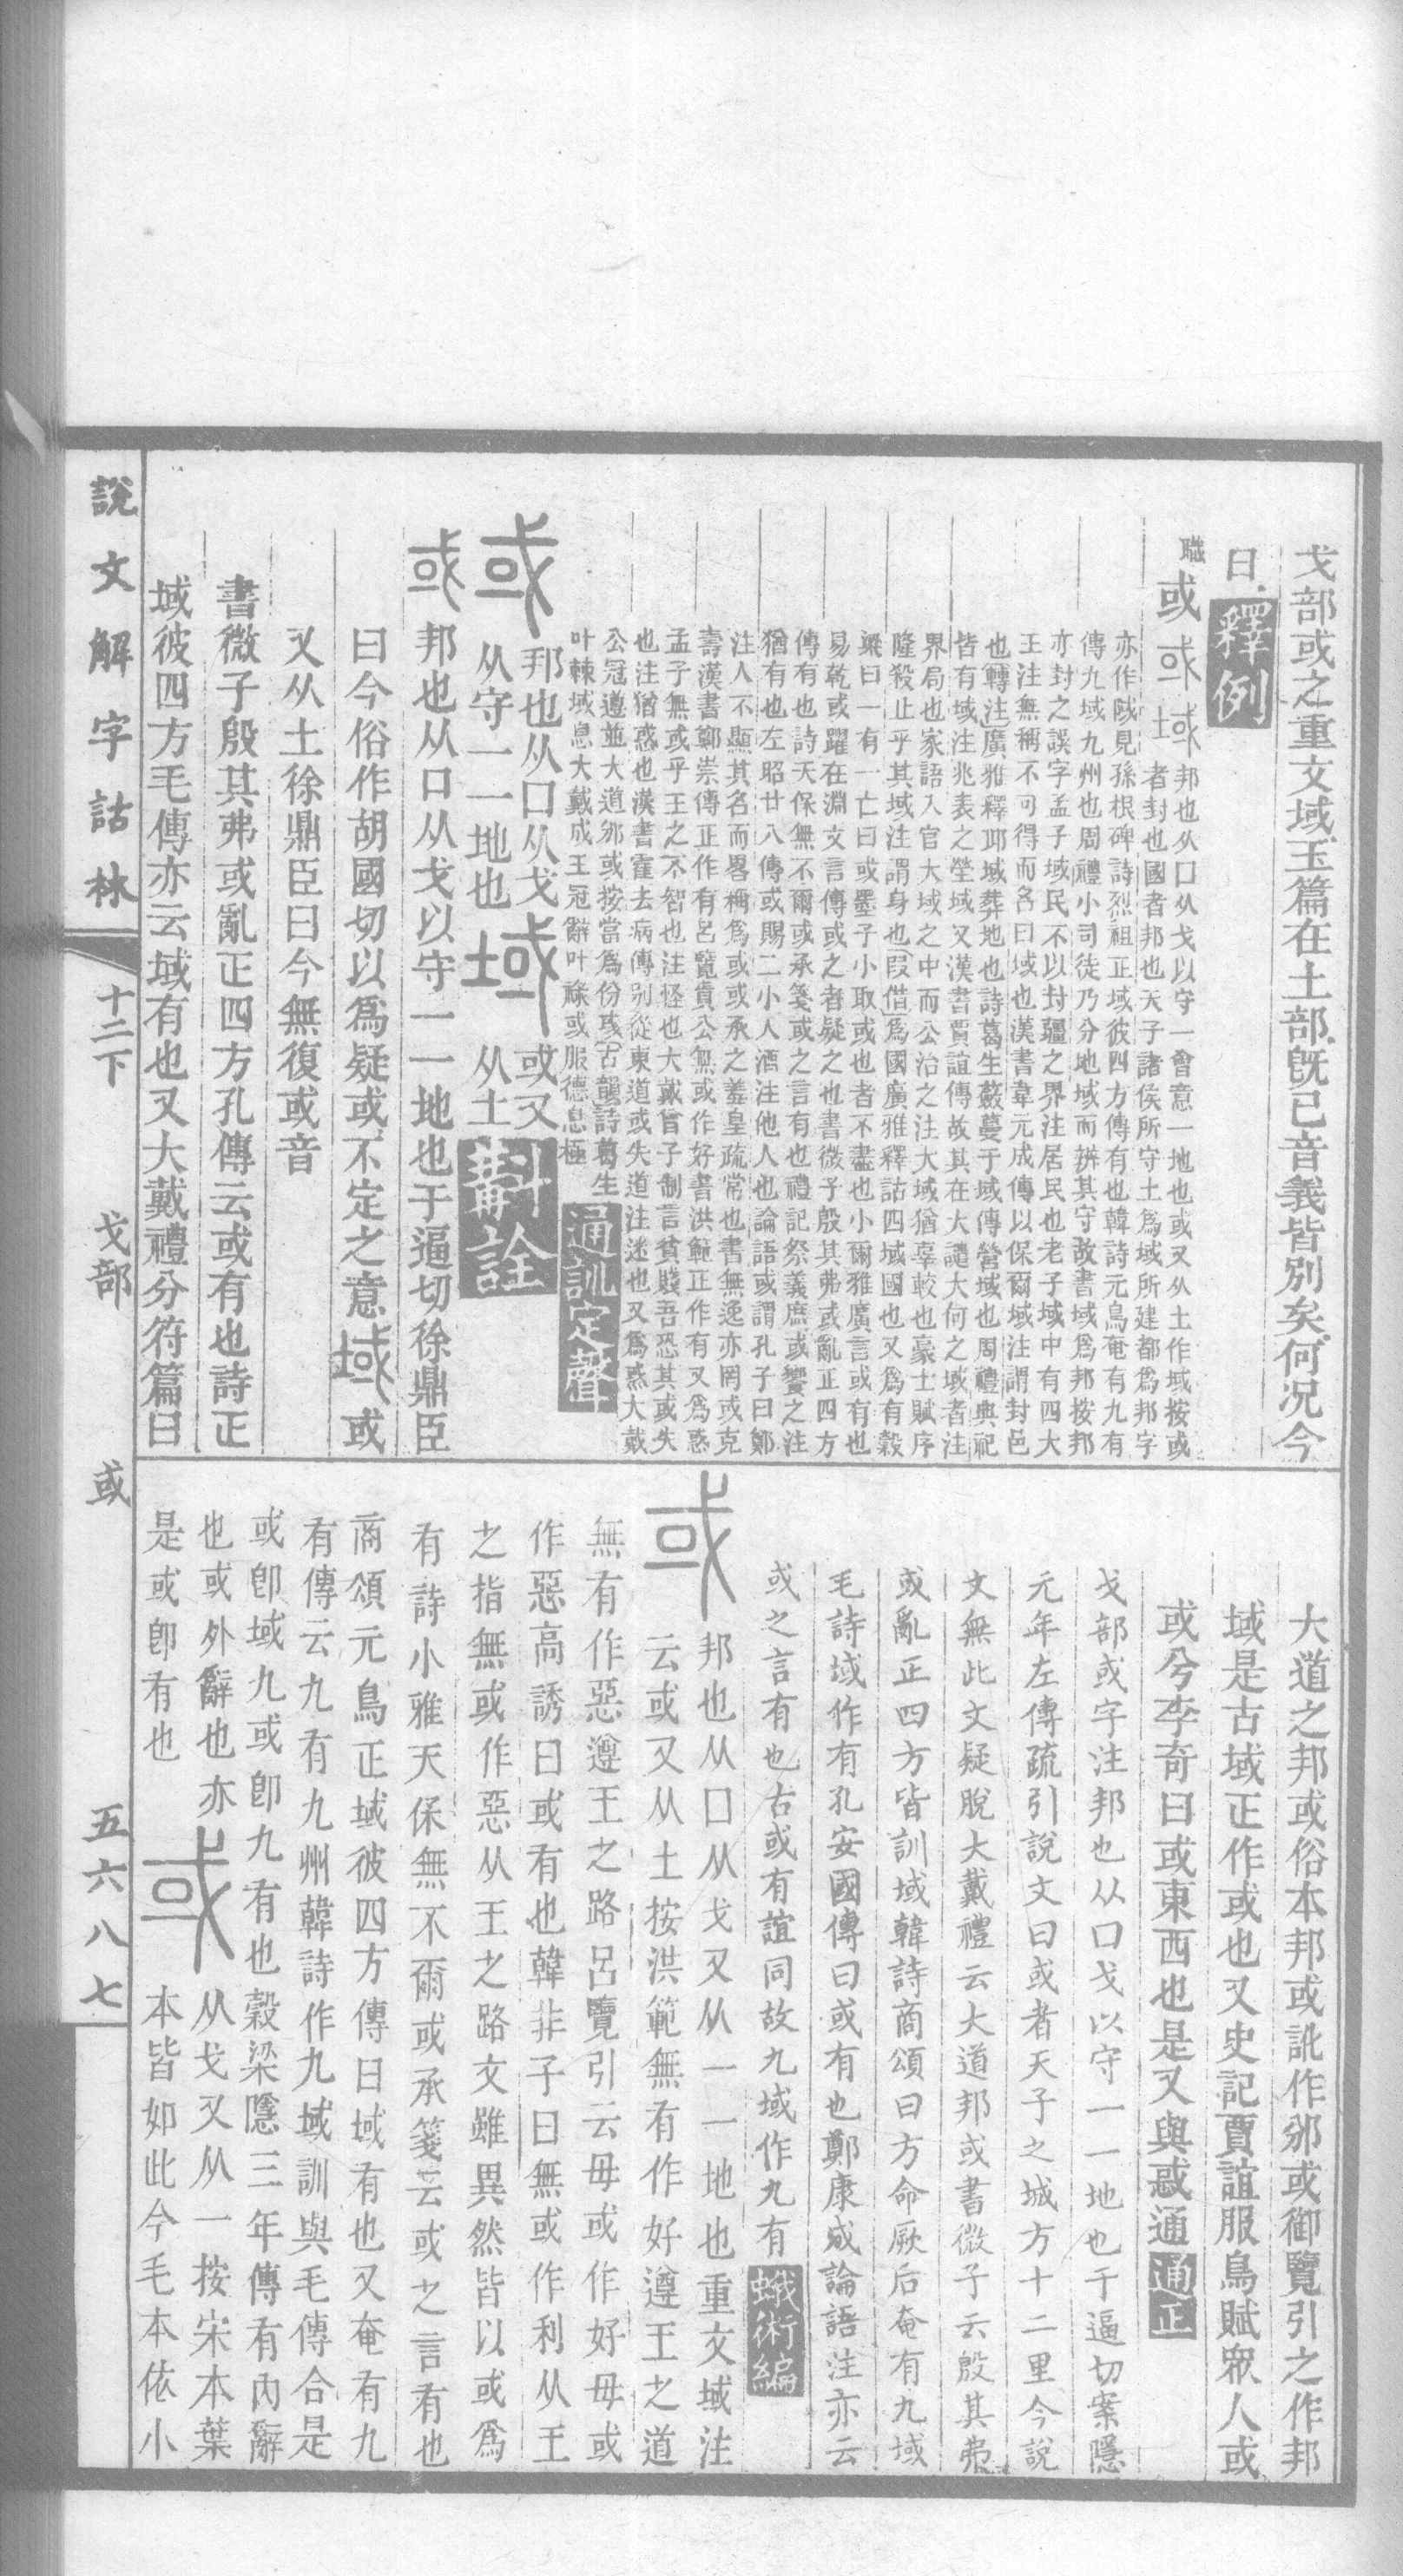 戈部或之重文域玉篇在土部旣已音義皆別矣何况今
曰
釋例
職
或 或 域 邦也从口从戈以守一會意一地也或又从土作域按或
者封也國者邦也天子諸侯所守土爲域所建都爲邦字
亦作𢧌見孫根碑詩烈祖正域彼四方傳有也韓詩元鳥奄有九有
傳九域九州也周禮小司徒乃分地域而辨其守故書域爲邦按邦
亦封之誤字孟子域民不以封疆之界注居民也老子域中有四大
王注無稱不可得而名曰域也漢書韋元成傳以保爾域注謂封邑
也轉注廣雅釋邱域葬地也詩葛生蘞蔓于域傳營域也周禮典祀
皆有域注兆表之塋域又漢書賈誼傳故其在大譴大何之域者注
界局也家語入官大域之中而公治之注大域猶辜較也豪士賦序
隆殺止乎其域注謂身也叚借爲國廣雅釋詁四域國也又爲有穀
梁曰一有一亡曰或墨子小取或也者不盡也小爾雅廣言或有也
易乾或躍在淵文言傳或之者疑之也書微子殷其弗或亂正四方
傳有也詩天保無不爾或承箋或之言有也禮記祭義庶或饗之注
猶有也左昭廿八傳或賜二小人酒注他人也論語或謂孔子曰鄭
注人不顯其名而畧稱爲或或承之羞皇疏常也書無逸亦罔或克
壽漢書鄭崇傳正作有呂覽貴公無或作好書洪範正作有又爲惑
孟子無或乎王之不智也注怪也大戴曾子制言貧賤吾恐其或失
也注猶惑也漢書霍去病傳別從東道或失道注迷也又爲惑大戴
公冠遵並大道邠或按當爲份彧古韻詩葛生
叶棘域息大戴成王冠辭叶祿或服德息極
通訓定聲
或 邦也从口从戈 域 或又
从守一一地也 从土
斠詮
或 邦也从口从戈以守一一地也于逼切徐鼎臣
曰今俗作胡國切以爲疑或不定之意 域 或
又从土徐鼎臣曰今無復或音
書微子殷其弗或亂正四方孔傳云或有也詩正
域彼四方毛傳亦云域有也又大戴禮分符篇曰
大道之邦或俗本邦或訛作邠或御覽引之作邦
域是古域正作或也又史記賈誼服鳥賦眾人或
或兮李奇曰或東西也是又與惑通
通正
戈部或字注邦也从口戈以守一一地也于逼切案隱
元年左傳疏引說文曰或者天子之城方十二里今說
文無此文疑脫大戴禮云大道邦或書微子云殷其弗
或亂正四方皆訓域韓詩商頌曰方命厥后奄有九域
毛詩域作有孔安國傳曰或有也鄭康成論語注亦云
或之言有也古或有誼同故九域作九有
蛾術編
或 邦也从口从戈又从一一地也重文域注
云或又从土按洪範無有作好遵王之道
無有作惡遵王之路呂覽引云毋或作好毋或
作惡高誘曰或有也韓非子曰無或作利从王
之指無或作惡从王之路文雖異然皆以或爲
有詩小雅天保無不爾或承箋云或之言有也
商頌元鳥正域彼四方傳曰域有也又奄有九
有傳云九有九州韓詩作九域訓與毛傳合是
或卽域九或卽九有也穀梁隱三年傳有內辭
也或外辭也亦 或 从戈又从一按宋本葉
是或卽有也 本皆如此今毛本依小
說文解字詁林 十二下 戈部 或 五六八七